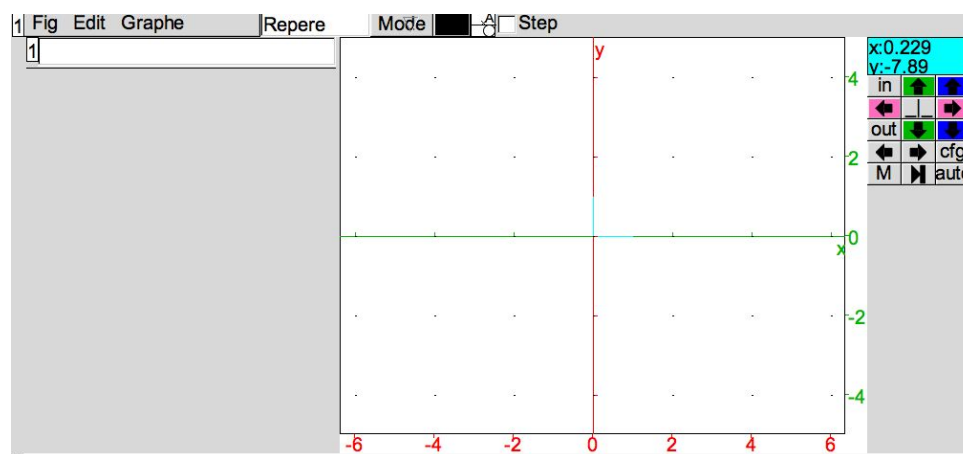 1 Fig Edit Graphe Repere Mode A Step
1
y
x:0.229
y:-7.89
in
_|_
out
cfg
M auto
4
2
0
x
-2
-4
-6 -4 -2 0 2 4 6